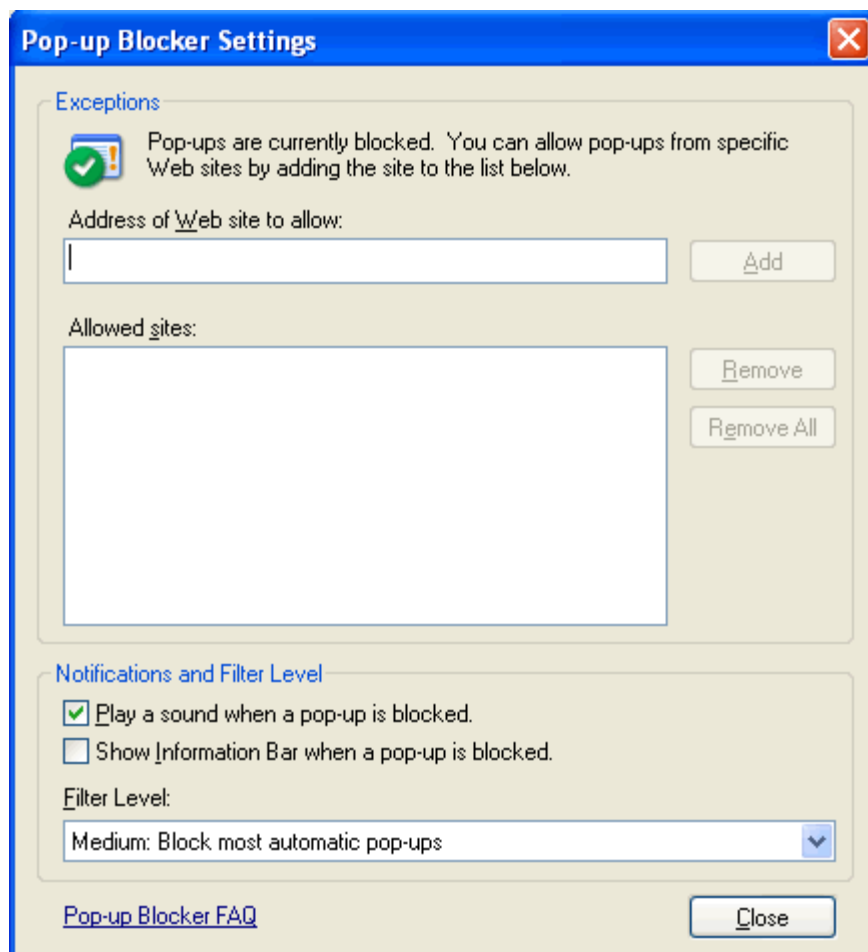 Pop-up Blocker Settings
Exceptions
Pop-ups are currently blocked.  You can allow pop-ups from specific
Web sites by adding the site to the list below.
Address of Web site to allow:
Add
Allowed sites:
Remove
Remove All
Notifications and Filter Level
Play a sound when a pop-up is blocked.
Show Information Bar when a pop-up is blocked.
Filter Level:
Medium: Block most automatic pop-ups
Pop-up Blocker FAQ
Close